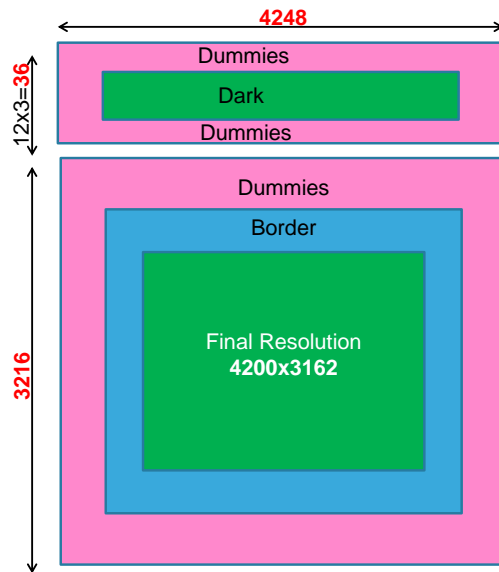 4248
12x3=36
Dummies
Dark
Dummies
3216
Dummies
Border
Final Resolution
4200x3162